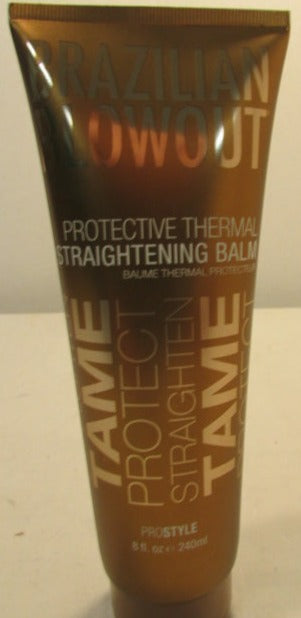 BRAZILIAN
BLOWOUT
PROTECTIVE THERMAL
STRAIGHTENING BALM
BAUME THERMAL PROTECTEUR
TAME
PROTECT
STRAIGHTEN
TAME
PROSTYLE
8 fl. oz • 240ml